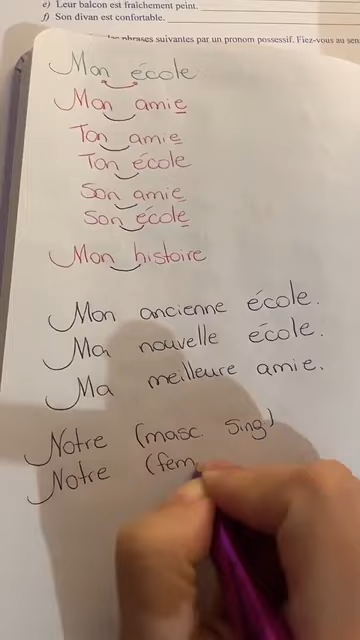 e) Leur balcon est fraîchement peint.
f) Son divan est confortable.
phrases suivantes par un pronom possessif. Fiez-vous au sens
Mon école
Mon amie
Ton amie
Ton école
Son amie
Son école
Mon histoire
Mon ancienne école.
Ma nouvelle école.
Ma meilleure amie.
Notre (masc. sing)
Notre (fém